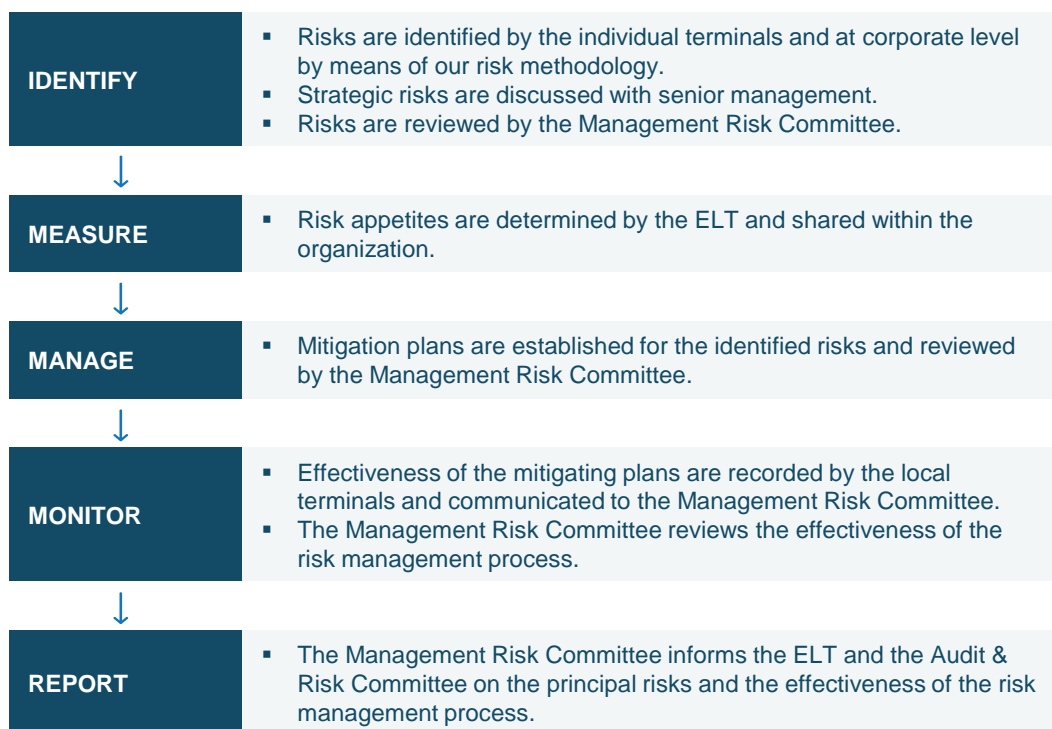 IDENTIFY
▪ Risks are identified by the individual terminals and at corporate level
by means of our risk methodology.
▪ Strategic risks are discussed with senior management.
▪ Risks are reviewed by the Management Risk Committee.
↓
MEASURE
▪ Risk appetites are determined by the ELT and shared within the
organization.
↓
MANAGE
▪ Mitigation plans are established for the identified risks and reviewed
by the Management Risk Committee.
↓
MONITOR
▪ Effectiveness of the mitigating plans are recorded by the local
terminals and communicated to the Management Risk Committee.
▪ The Management Risk Committee reviews the effectiveness of the
risk management process.
↓
REPORT
▪ The Management Risk Committee informs the ELT and the Audit &
Risk Committee on the principal risks and the effectiveness of the risk
management process.